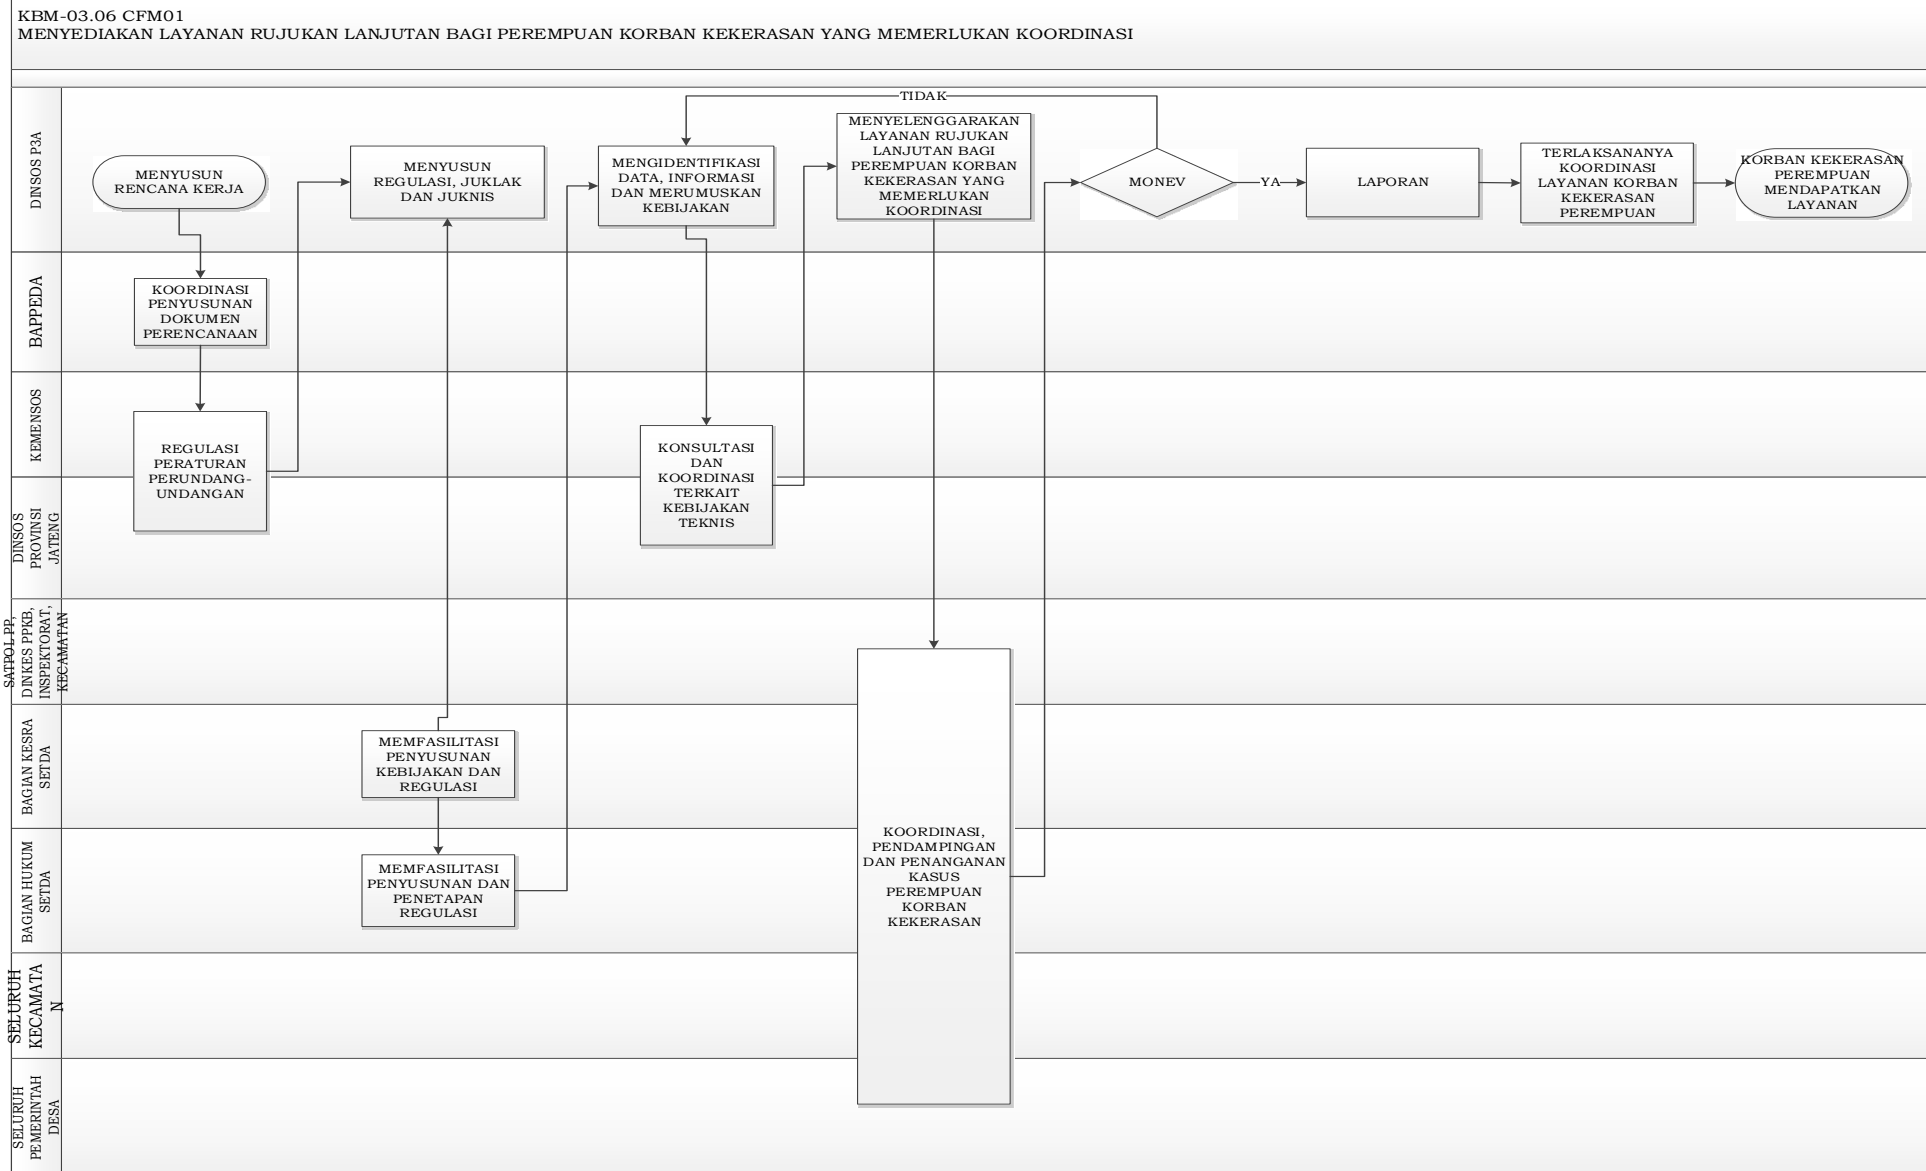 KBM-03.06 CFM01
MENYEDIAKAN LAYANAN RUJUKAN LANJUTAN BAGI PEREMPUAN KORBAN KEKERASAN YANG MEMERLUKAN KOORDINASI
DINSOS P3A
MENYUSUN
RENCANA KERJA
MENYUSUN
REGULASI, JUKLAK
DAN JUKNIS
MENGIDENTIFIKASI
DATA, INFORMASI
DAN MERUMUSKAN
KEBIJAKAN
TIDAK
MENYELENGGARAKAN
LAYANAN RUJUKAN
LANJUTAN BAGI
PEREMPUAN KORBAN
KEKERASAN YANG
MEMERLUKAN
KOORDINASI
MONEV
YA
LAPORAN
TERLAKSANANYA
KOORDINASI
LAYANAN KORBAN
KEKERASAN
PEREMPUAN
KORBAN KEKERASAN
PEREMPUAN
MENDAPATKAN
LAYANAN
BAPPEDA
KOORDINASI
PENYUSUNAN
DOKUMEN
PERENCANAAN
KEMENSOS
REGULASI
PERATURAN
PERUNDANG-
UNDANGAN
KONSULTASI
DAN
KOORDINASI
TERKAIT
KEBIJAKAN
TEKNIS
DINSOS
PROVINSI
JATENG
SATPOL PP,
DINKES PPKB,
INSPEKTORAT,
KECAMATAN
BAGIAN KESRA
SETDA
MEMFASILITASI
PENYUSUNAN
KEBIJAKAN DAN
REGULASI
BAGIAN HUKUM
SETDA
MEMFASILITASI
PENYUSUNAN DAN
PENETAPAN
REGULASI
KOORDINASI,
PENDAMPINGAN
DAN PENANGANAN
KASUS
PEREMPUAN
KORBAN
KEKERASAN
SELURUH
KECAMATA
N
SELURUH
PEMERINTAH
DESA